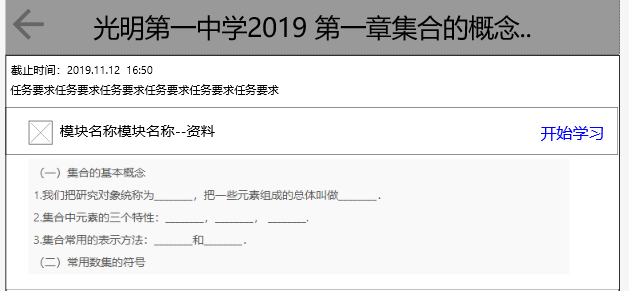 光明第一中学2019 第一章集合的概念..
截止时间：2019.11.12 16:50
任务要求任务要求任务要求任务要求任务要求任务要求
模块名称模块名称--资料
开始学习
（一）集合的基本概念
1.我们把研究对象统称为_______，把一些元素组成的总体叫做_______．
2.集合中元素的三个特性：_______，_______， _______.
3.集合常用的表示方法：_______和_______．
（二）常用数集的符号